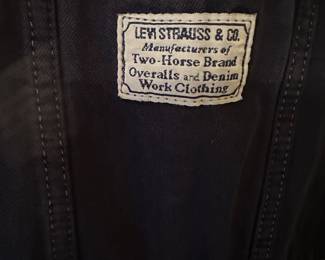 LEVI STRAUSS & CO.
Manufacturers of
Two-Horse Brand
Overalls and Denim
Work Clothing